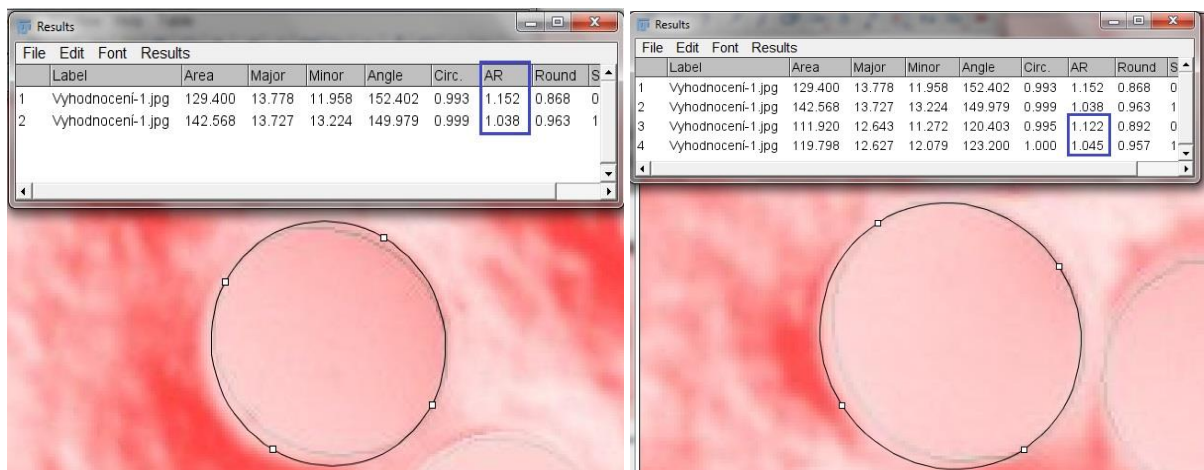 Results
File Edit Font Results
Label Area Major Minor Angle Circ. AR Round S
1 Vyhodnocení-1.jpg 129.400 13.778 11.958 152.402 0.993 1.152 0.868 0
2 Vyhodnocení-1.jpg 142.568 13.727 13.224 149.979 0.999 1.038 0.963 1
Results
File Edit Font Results
Label Area Major Minor Angle Circ. AR Round S
1 Vyhodnocení-1.jpg 129.400 13.778 11.958 152.402 0.993 1.152 0.868 0
2 Vyhodnocení-1.jpg 142.568 13.727 13.224 149.979 0.999 1.038 0.963 1
3 Vyhodnocení-1.jpg 111.920 12.643 11.272 120.403 0.995 1.122 0.892 0
4 Vyhodnocení-1.jpg 119.798 12.627 12.079 123.200 1.000 1.045 0.957 1